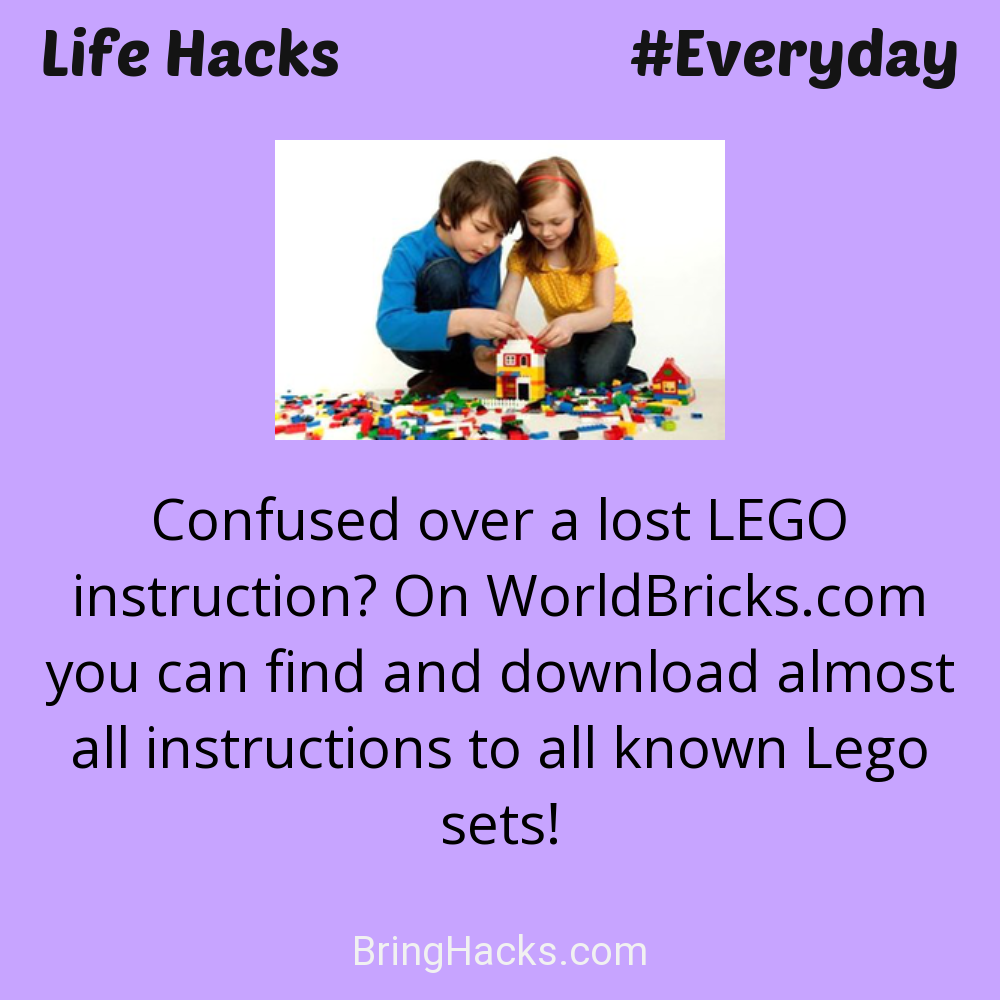 Life Hacks
#Everyday
Confused over a lost LEGO
instruction? On WorldBricks.com
you can find and download almost
all instructions to all known Lego
sets!
BringHacks.com